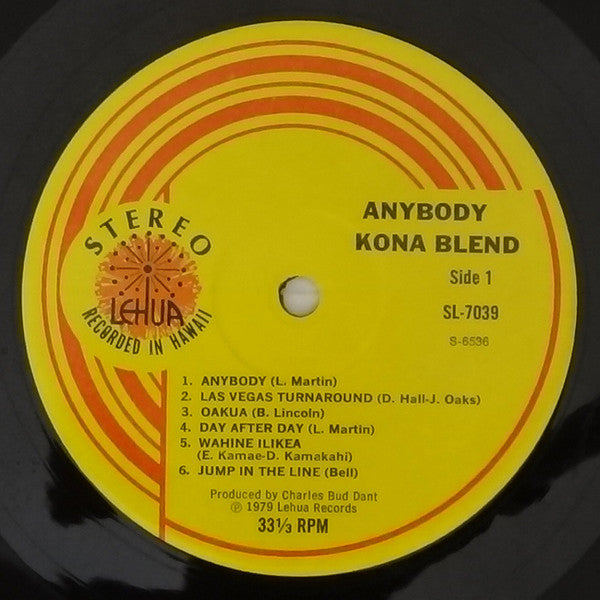 STEREO
LEHUA
RECORDED IN HAWAII
ANYBODY
KONA BLEND
Side 1
SL-7039
S-6536
1. ANYBODY (L. Martin)
2. LAS VEGAS TURNAROUND (D. Hall-J. Oaks)
3. OAKUA (B. Lincoln)
4. DAY AFTER DAY (L. Martin)
5. WAHINE ILIKEA
(E. Kamae-D. Kamakahi)
6. JUMP IN THE LINE (Bell)
Produced by Charles Bud Dant
℗ 1979 Lehua Records
33⅓ RPM